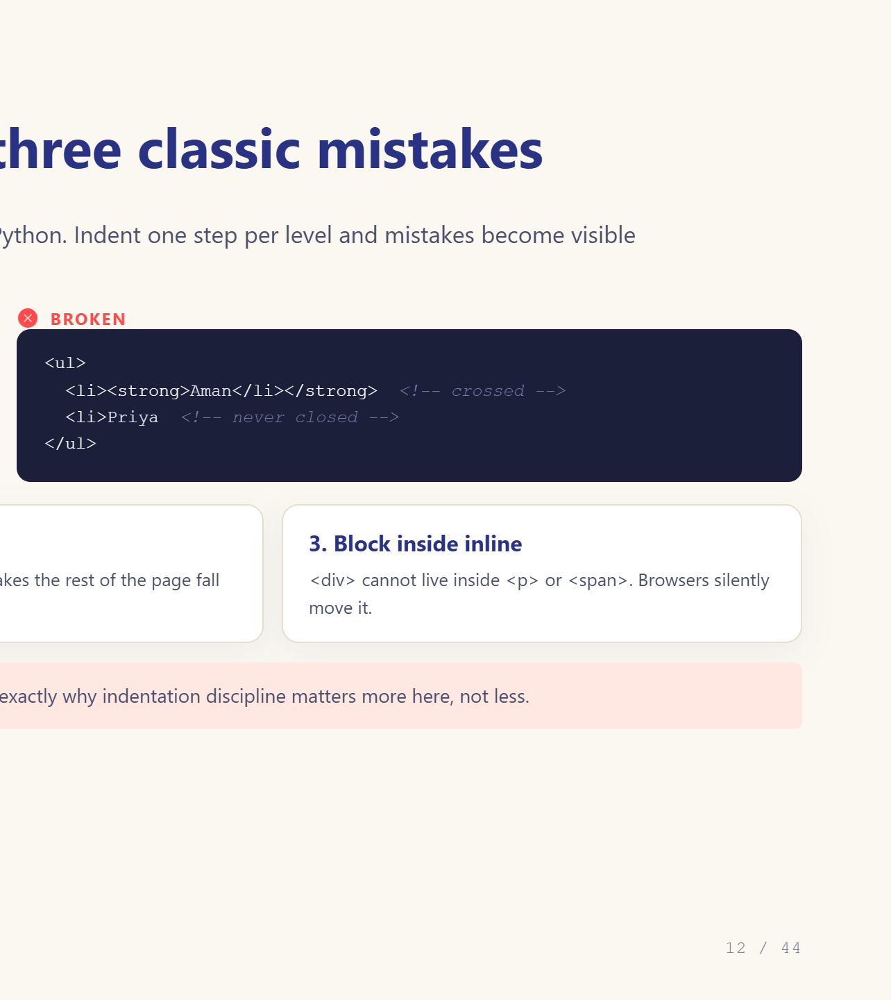 three classic mistakes
Python. Indent one step per level and mistakes become visible
BROKEN
<ul>
  <li><strong>Aman</li></strong>  <!-- crossed -->
  <li>Priya  <!-- never closed -->
</ul>
akes the rest of the page fall
3. Block inside inline
<div> cannot live inside <p> or <span>. Browsers silently
move it.
exactly why indentation discipline matters more here, not less.
12 / 44